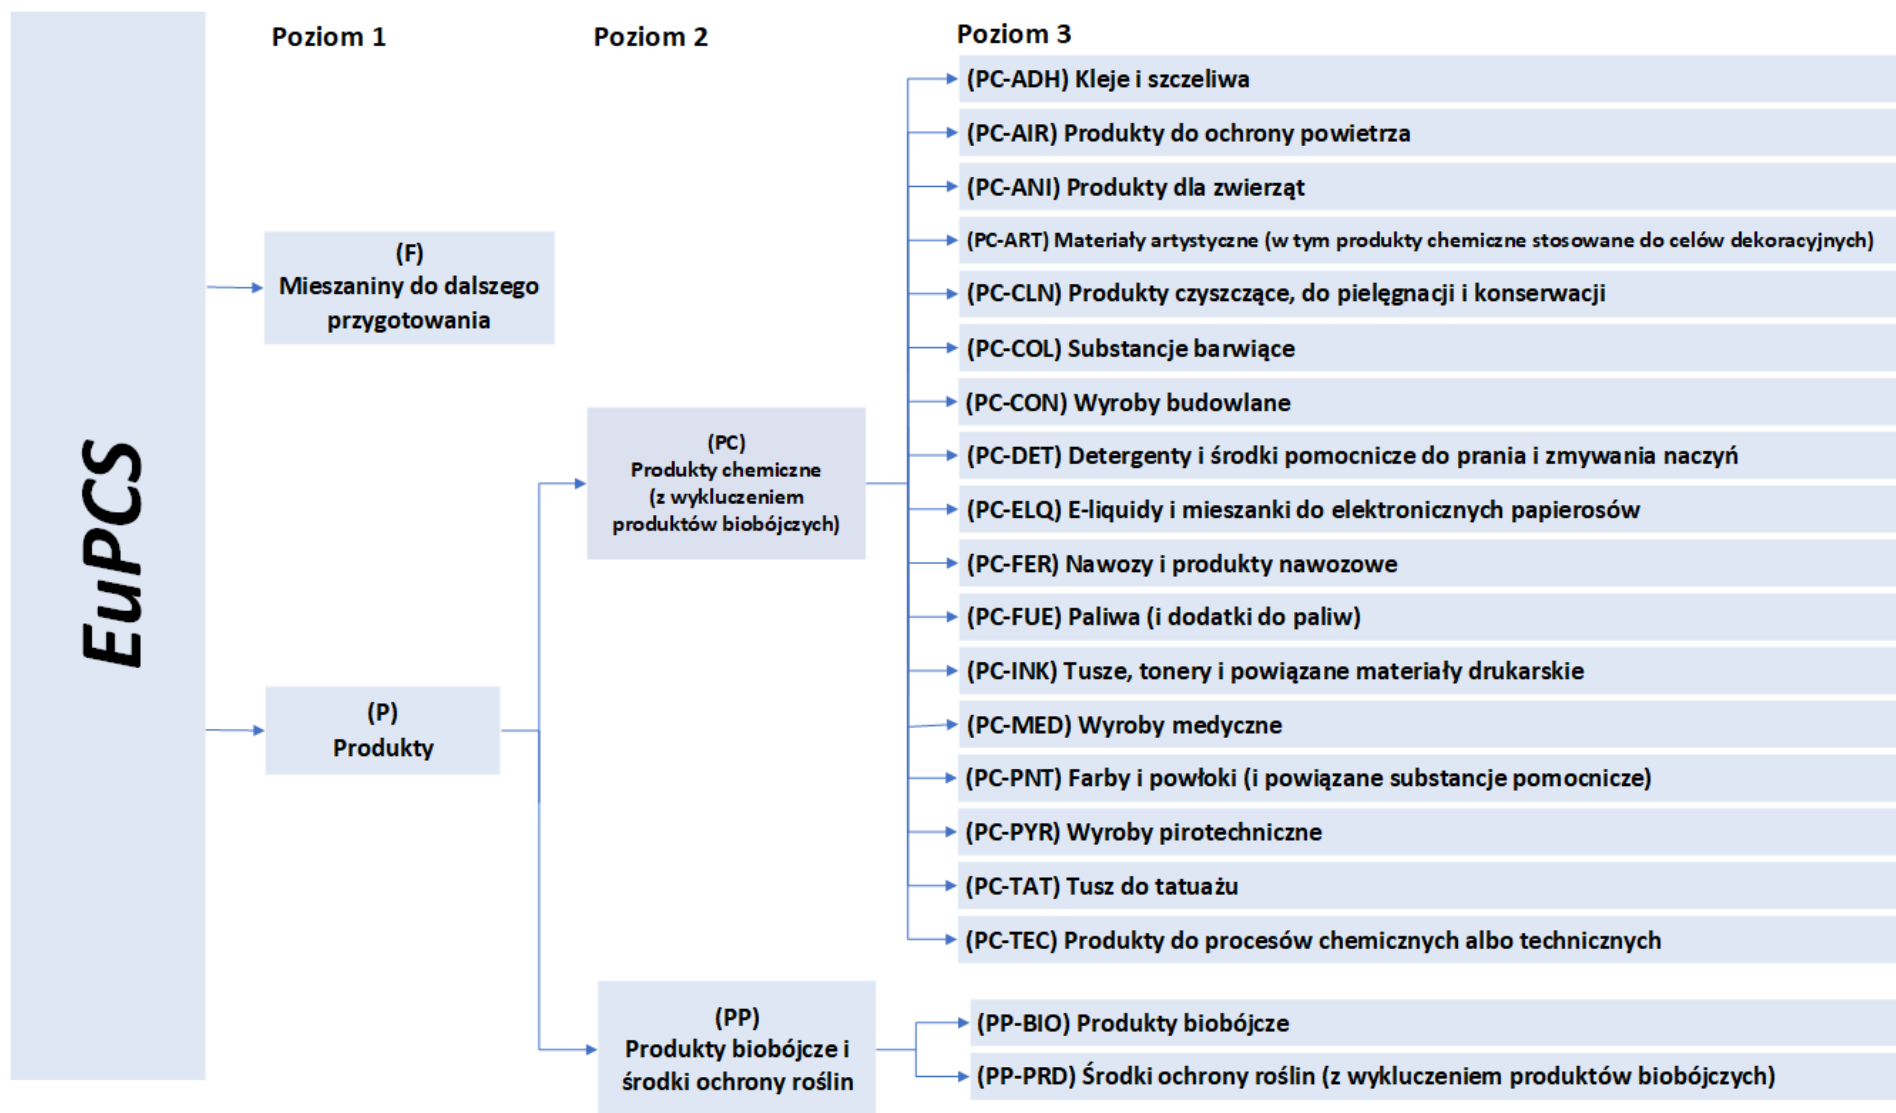 EuPCS
Poziom 1
(F)
Mieszaniny do dalszego
przygotowania
(P)
Produkty
Poziom 2
(PC)
Produkty chemiczne
(z wykluczeniem
produktów biobójczych)
(PP)
Produkty biobójcze i
środki ochrony roślin
Poziom 3
(PC-ADH) Kleje i szczeliwa
(PC-AIR) Produkty do ochrony powietrza
(PC-ANI) Produkty dla zwierząt
(PC-ART) Materiały artystyczne (w tym produkty chemiczne stosowane do celów dekoracyjnych)
(PC-CLN) Produkty czyszczące, do pielęgnacji i konserwacji
(PC-COL) Substancje barwiące
(PC-CON) Wyroby budowlane
(PC-DET) Detergenty i środki pomocnicze do prania i zmywania naczyń
(PC-ELQ) E-liquidy i mieszanki do elektronicznych papierosów
(PC-FER) Nawozy i produkty nawozowe
(PC-FUE) Paliwa (i dodatki do paliw)
(PC-INK) Tusze, tonery i powiązane materiały drukarskie
(PC-MED) Wyroby medyczne
(PC-PNT) Farby i powłoki (i powiązane substancje pomocnicze)
(PC-PYR) Wyroby pirotechniczne
(PC-TAT) Tusz do tatuażu
(PC-TEC) Produkty do procesów chemicznych albo technicznych
(PP-BIO) Produkty biobójcze
(PP-PRD) Środki ochrony roślin (z wykluczeniem produktów biobójczych)